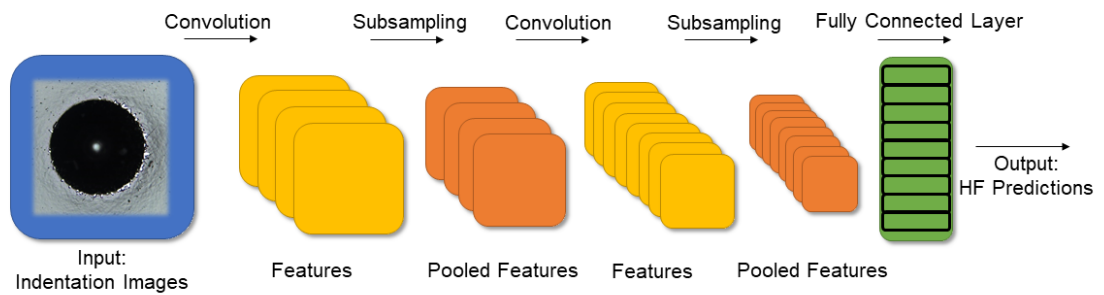 Convolution
Subsampling
Convolution
Subsampling
Fully Connected Layer
Output:
HF Predictions
Input:
Indentation Images
Features
Pooled Features
Features
Pooled Features